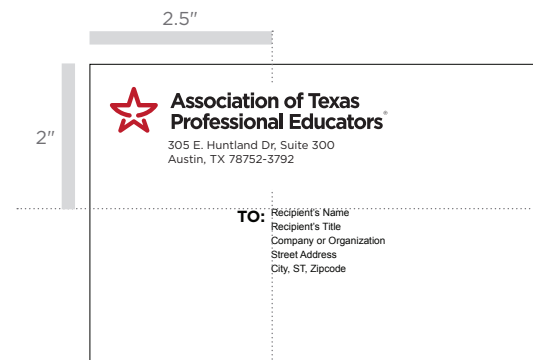 2.5"
2"
Association of Texas
Professional Educators®
305 E. Huntland Dr, Suite 300
Austin, TX 78752-3792
TO: Recipient's Name
Recipient's Title
Company or Organization
Street Address
City, ST, Zipcode